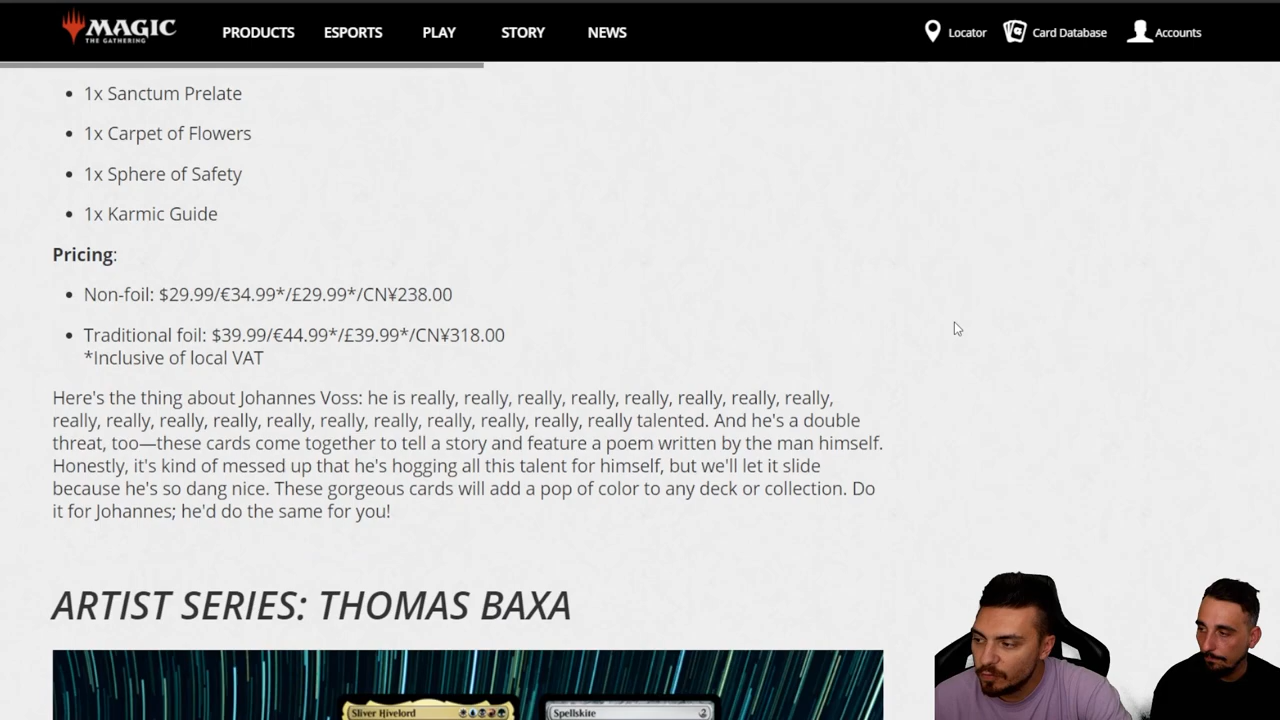 MAGIC
THE GATHERING
PRODUCTS ESPORTS PLAY STORY NEWS
Locator Card Database Accounts
1x Sanctum Prelate
1x Carpet of Flowers
1x Sphere of Safety
1x Karmic Guide
Pricing:
Non-foil: $29.99/€34.99*/£29.99*/CN¥238.00
Traditional foil: $39.99/€44.99*/£39.99*/CN¥318.00
*Inclusive of local VAT
Here's the thing about Johannes Voss: he is really, really, really, really, really, really, really, really,
really, really, really, really, really, really, really, really, really, really, really talented. And he's a double
threat, too—these cards come together to tell a story and feature a poem written by the man himself.
Honestly, it's kind of messed up that he's hogging all this talent for himself, but we'll let it slide
because he's so dang nice. These gorgeous cards will add a pop of color to any deck or collection. Do
it for Johannes; he'd do the same for you!
ARTIST SERIES: THOMAS BAXA
Sliver Hivelord
Spellskite 2